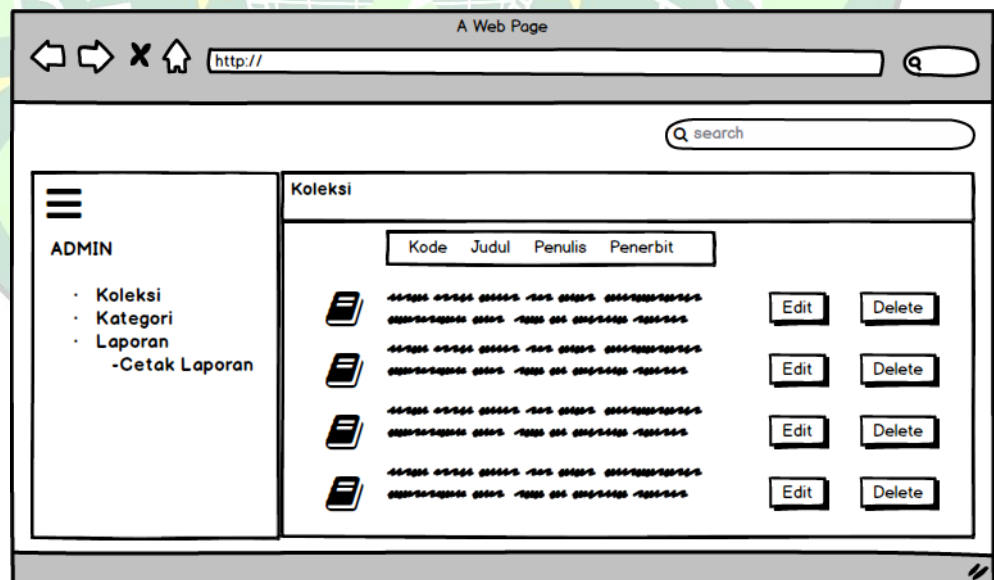 A Web Page
http://
search
Koleksi
ADMIN
Kode Judul Penulis Penerbit
· Koleksi
· Kategori
· Laporan
-Cetak Laporan
Edit Delete
Edit Delete
Edit Delete
Edit Delete